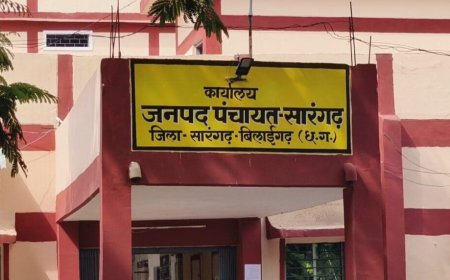 कार्यालय
जनपद पंचायत-सारंगढ़
जिला - सारंगढ़ - बिलाईगढ़ (छ.ग.)